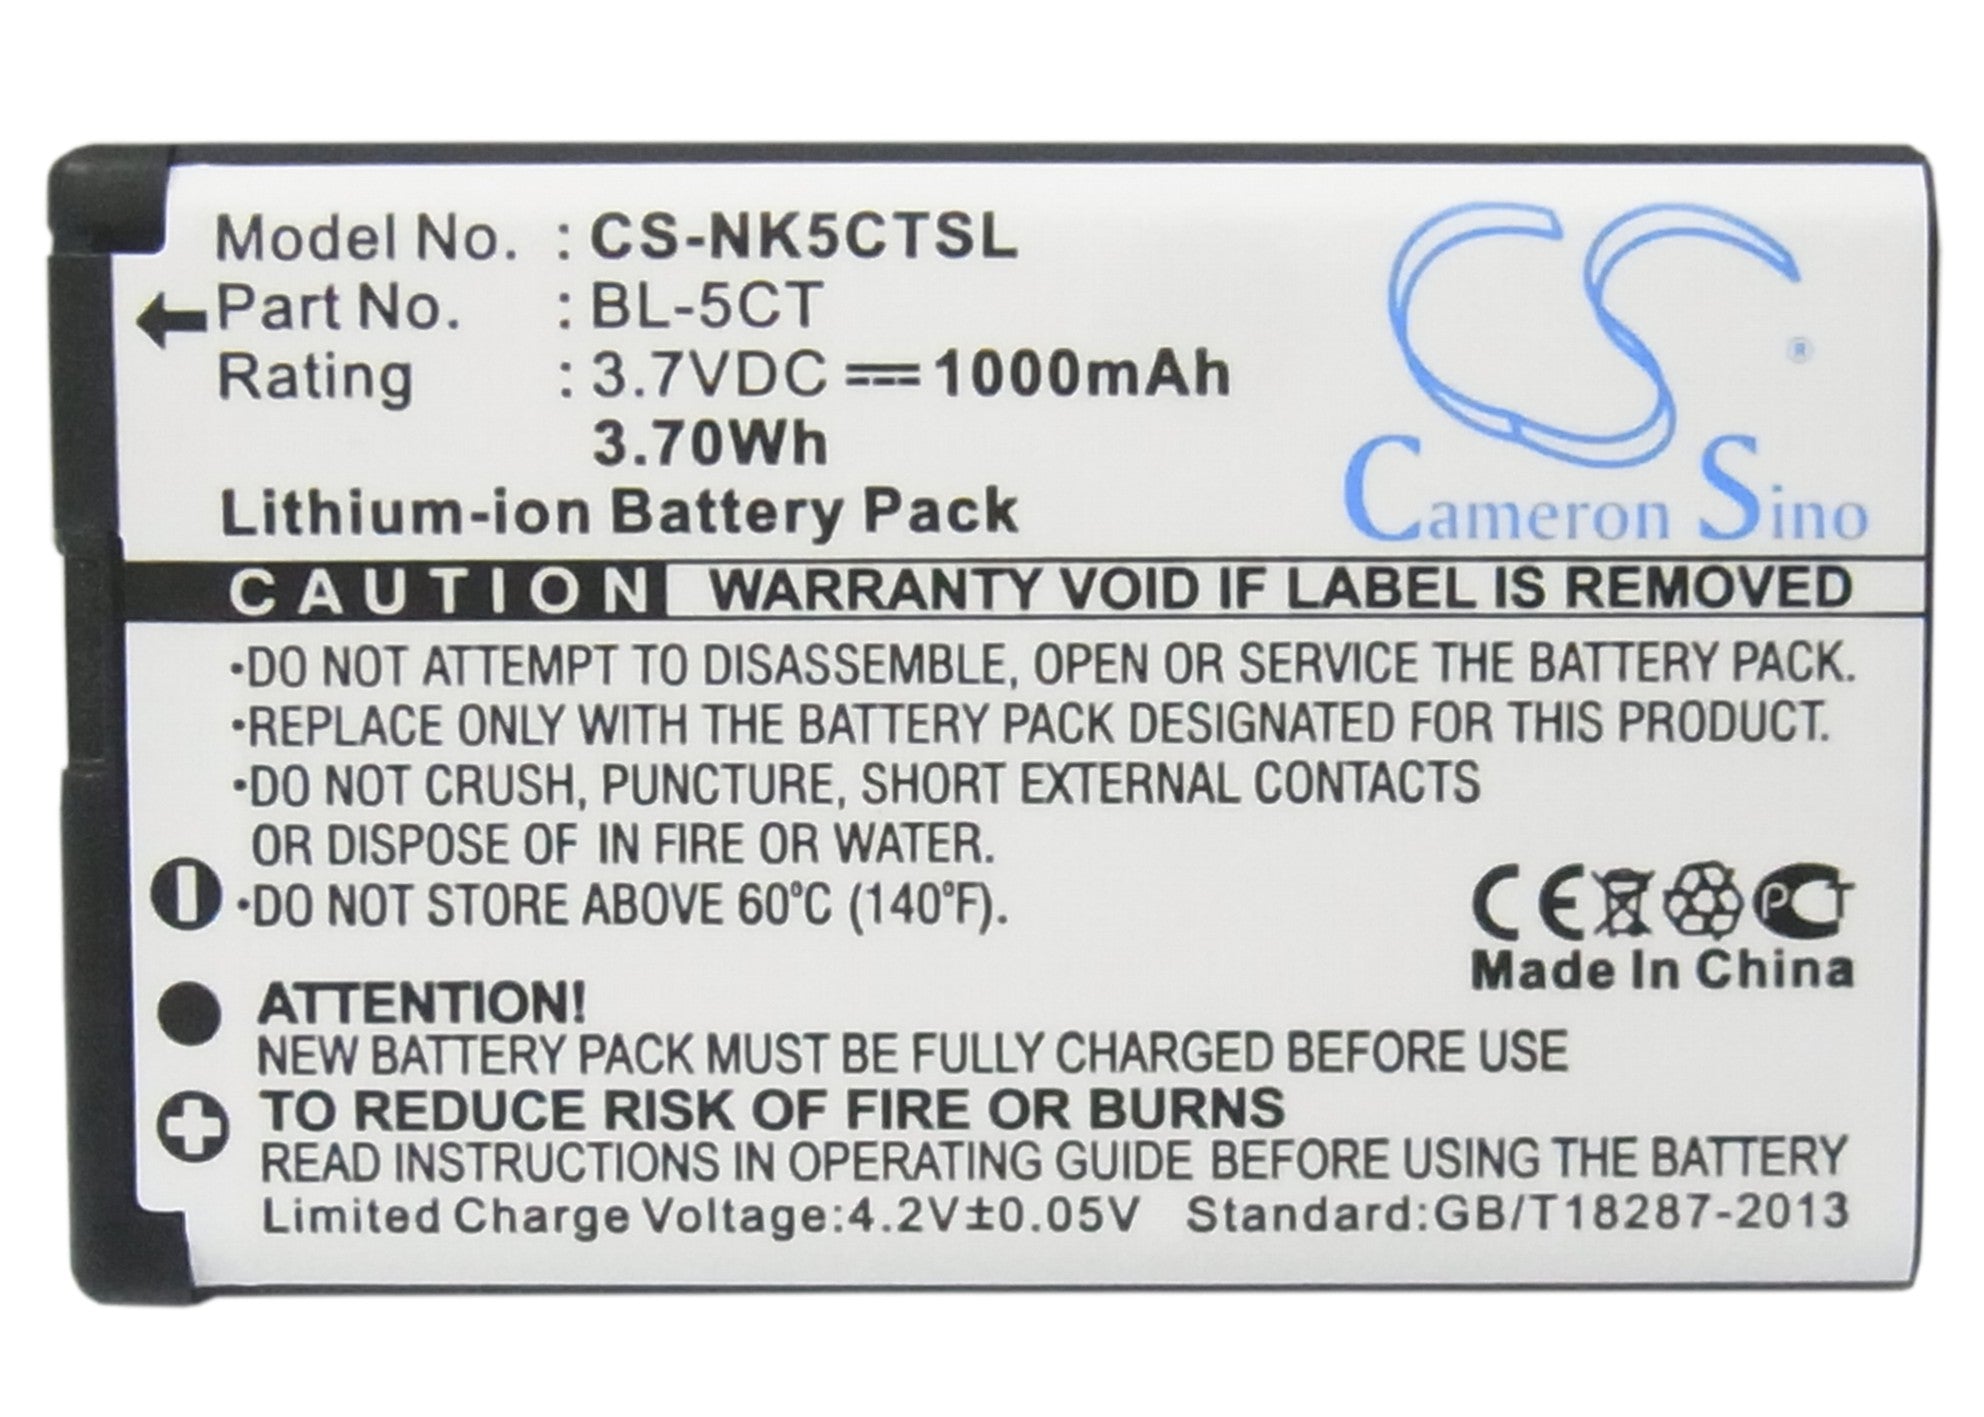 Model No. : CS-NK5CTSL
Part No. : BL-5CT
Rating : 3.7VDC 1000mAh
3.70Wh
Lithium-ion Battery Pack
CS
®
Cameron Sino
CAUTION WARRANTY VOID IF LABEL IS REMOVED
•DO NOT ATTEMPT TO DISASSEMBLE, OPEN OR SERVICE THE BATTERY PACK.
•REPLACE ONLY WITH THE BATTERY PACK DESIGNATED FOR THIS PRODUCT.
•DO NOT CRUSH, PUNCTURE, SHORT EXTERNAL CONTACTS
OR DISPOSE OF IN FIRE OR WATER.
•DO NOT STORE ABOVE 60°C (140°F).
CE PCT
Made In China
ATTENTION!
NEW BATTERY PACK MUST BE FULLY CHARGED BEFORE USE
TO REDUCE RISK OF FIRE OR BURNS
READ INSTRUCTIONS IN OPERATING GUIDE BEFORE USING THE BATTERY
Limited Charge Voltage:4.2V±0.05V Standard:GB/T18287-2013